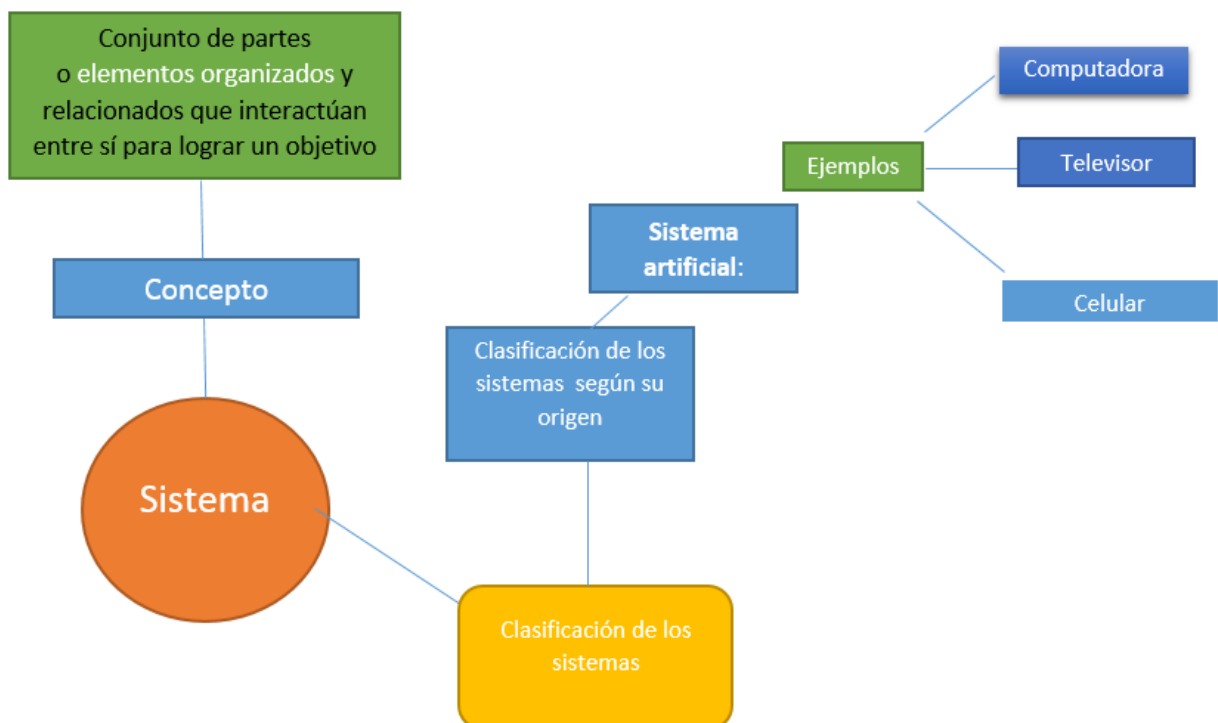 Conjunto de partes
o elementos organizados y
relacionados que interactúan
entre sí para lograr un objetivo
Concepto
Sistema
Clasificación de los
sistemas
Clasificación de los
sistemas según su
origen
Sistema
artificial:
Ejemplos
Computadora
Televisor
Celular